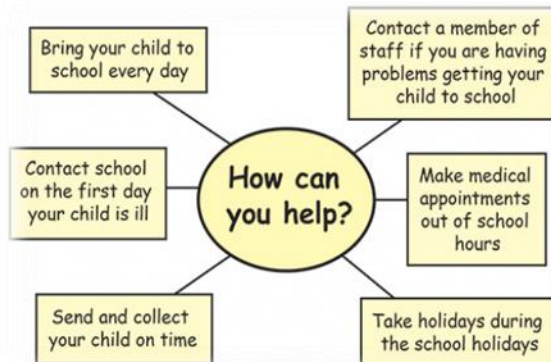 Bring your child to
school every day
Contact a member of
staff if you are having
problems getting your
child to school
Contact school
on the first day
your child is ill
How can
you help?
Make medical
appointments
out of school
hours
Send and collect
your child on time
Take holidays during
the school holidays